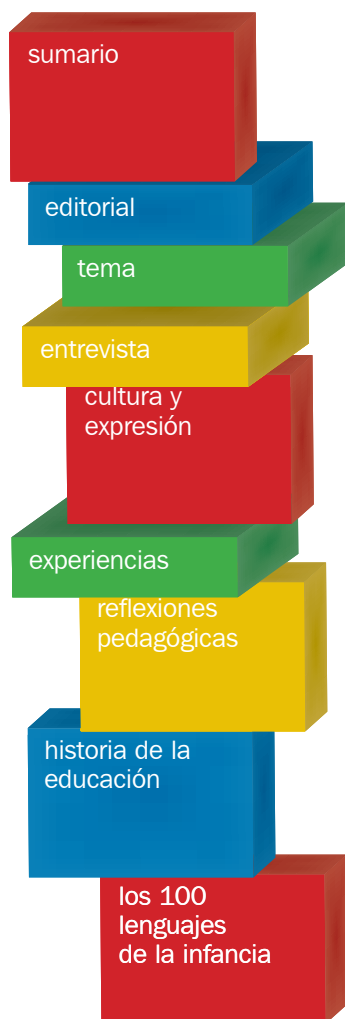 sumario
editorial
tema
entrevista
cultura y
expresión
experiencias
reflexiones
pedagógicas
historia de la
educación
los 100
lenguajes
de la infancia